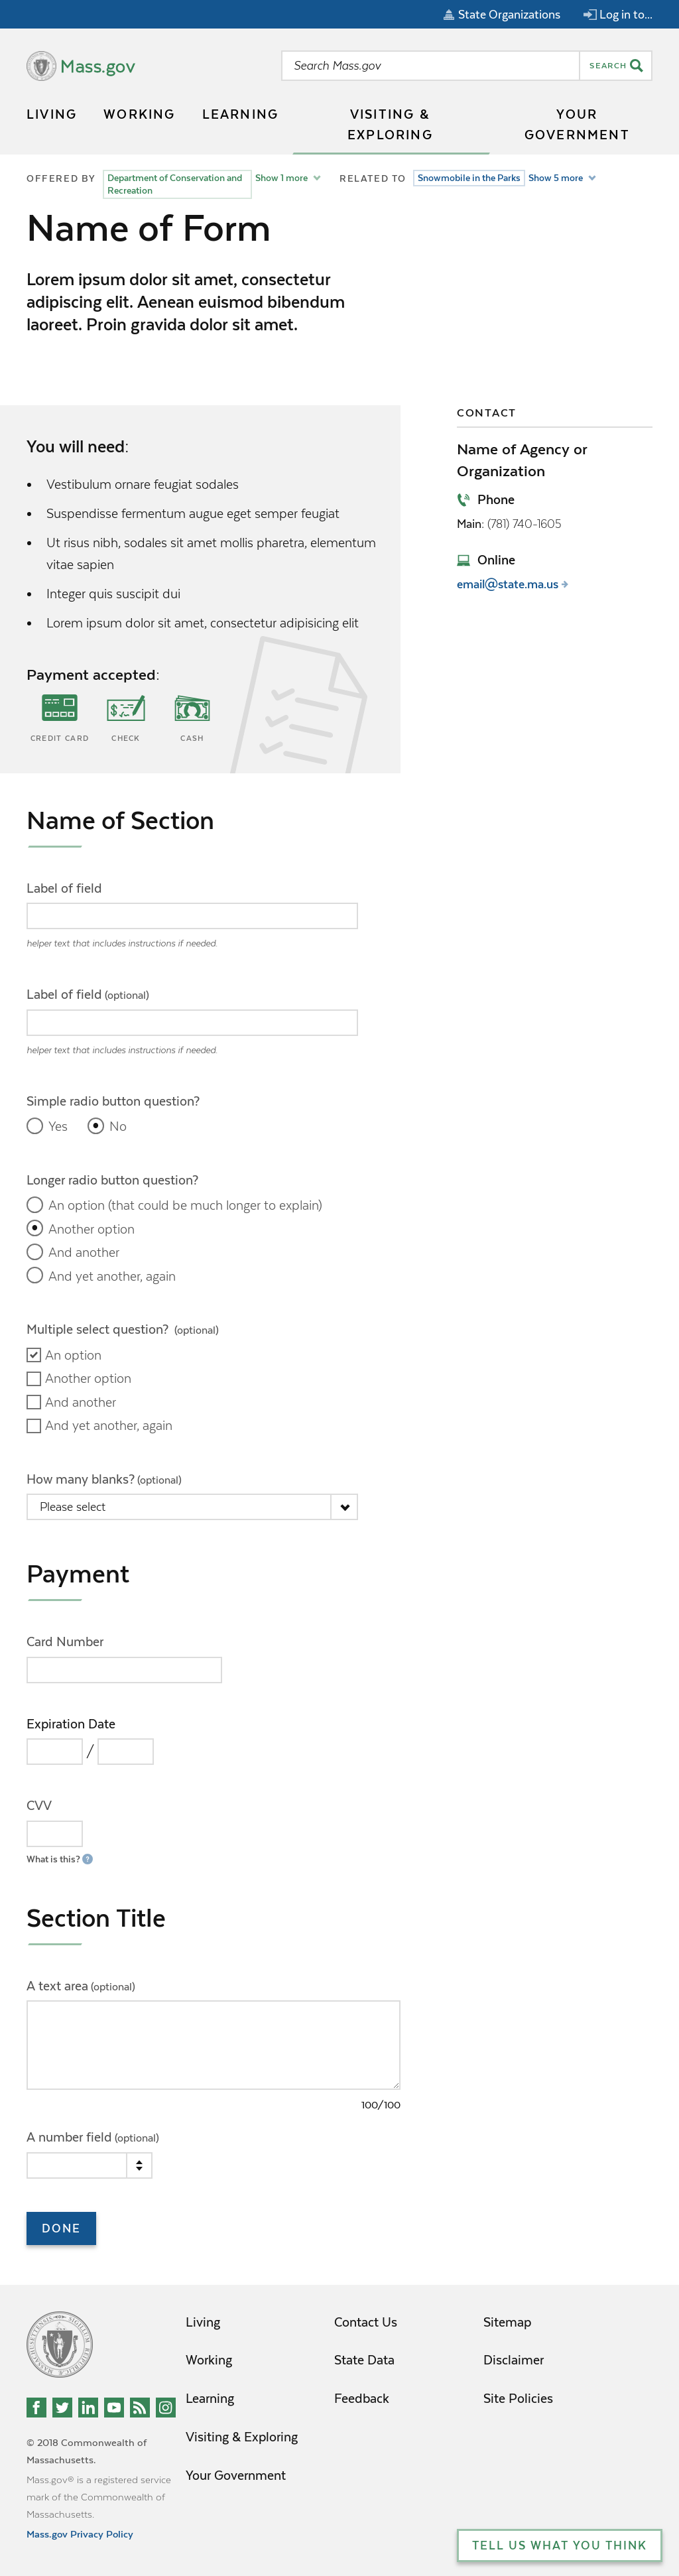 State Organizations Log in to...
Mass.gov
Search Mass.gov SEARCH
LIVING WORKING LEARNING VISITING & EXPLORING YOUR GOVERNMENT
OFFERED BY Department of Conservation and Recreation Show 1 more RELATED TO Snowmobile in the Parks Show 5 more
Name of Form
Lorem ipsum dolor sit amet, consectetur
adipiscing elit. Aenean euismod bibendum
laoreet. Proin gravida dolor sit amet.
You will need:
Vestibulum ornare feugiat sodales
Suspendisse fermentum augue eget semper feugiat
Ut risus nibh, sodales sit amet mollis pharetra, elementum
vitae sapien
Integer quis suscipit dui
Lorem ipsum dolor sit amet, consectetur adipisicing elit
Payment accepted:
CREDIT CARD CHECK CASH
CONTACT
Name of Agency or
Organization
Phone
Main: (781) 740-1605
Online
email@state.ma.us
Name of Section
Label of field
helper text that includes instructions if needed.
Label of field (optional)
helper text that includes instructions if needed.
Simple radio button question?
Yes No
Longer radio button question?
An option (that could be much longer to explain)
Another option
And another
And yet another, again
Multiple select question? (optional)
An option
Another option
And another
And yet another, again
How many blanks? (optional)
Please select
Payment
Card Number
Expiration Date
/
CVV
What is this? ?
Section Title
A text area (optional)
100/100
A number field (optional)
DONE
Living
Working
Learning
Visiting & Exploring
Your Government
Contact Us
State Data
Feedback
Sitemap
Disclaimer
Site Policies
© 2018 Commonwealth of
Massachusetts.
Mass.gov® is a registered service
mark of the Commonwealth of
Massachusetts.
Mass.gov Privacy Policy
TELL US WHAT YOU THINK